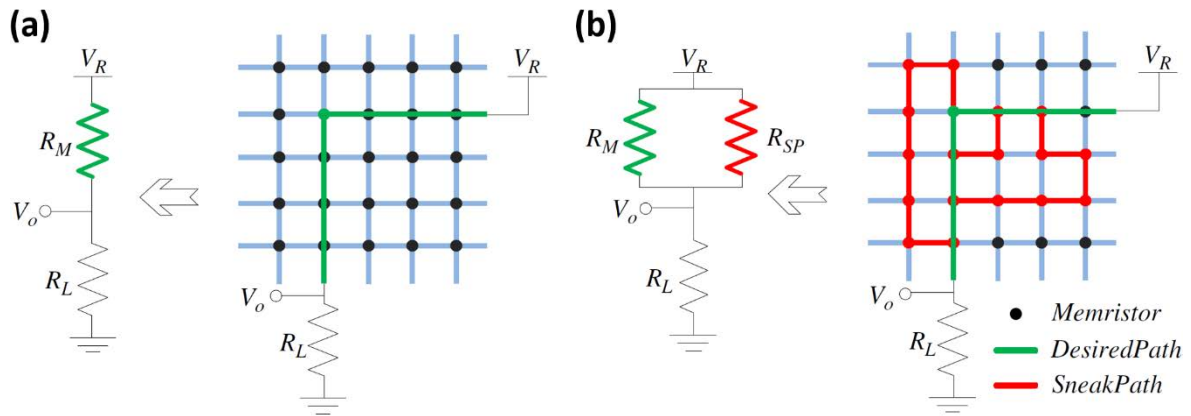 (a)
V_R
R_M
V_o
R_L
V_R
V_o
R_L
(b)
V_R
R_M
R_SP
V_o
R_L
V_R
V_o
R_L
Memristor
DesiredPath
SneakPath